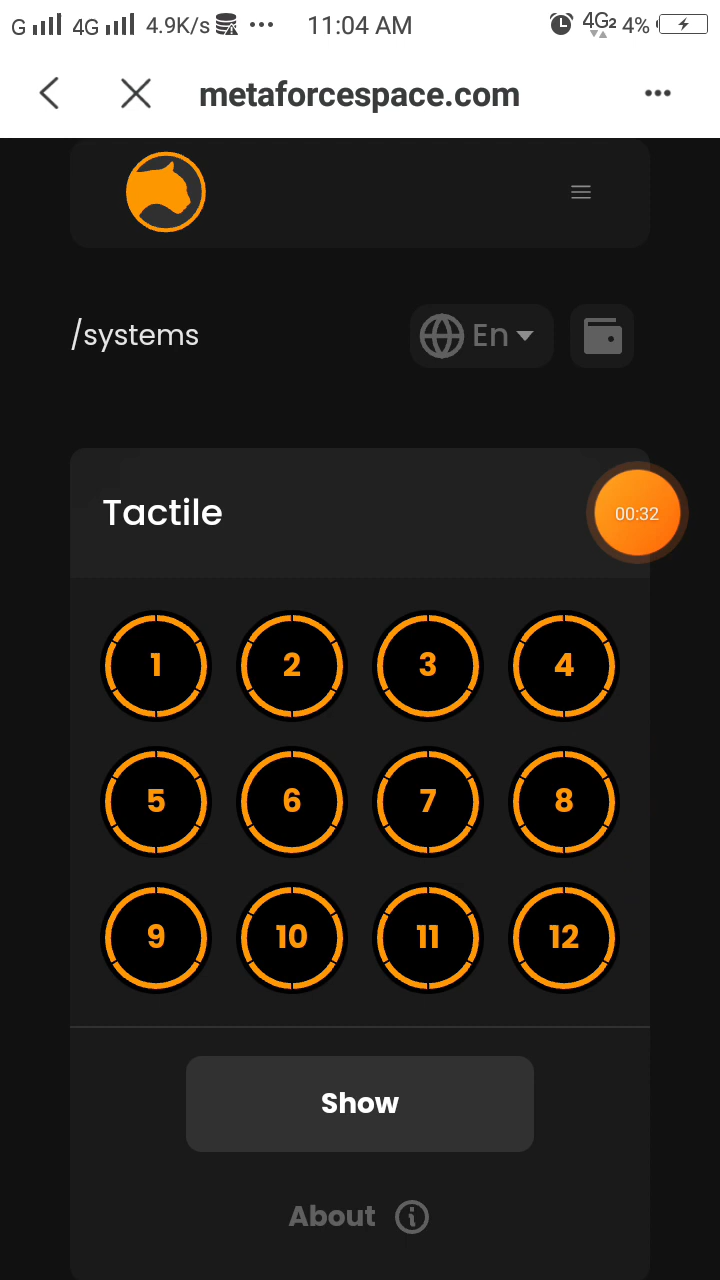 G 4G 4.9K/s 11:04 AM 4G2 4%
metaforcespace.com
/systems En
Tactile
00:32
1 2 3 4
5 6 7 8
9 10 11 12
Show
About